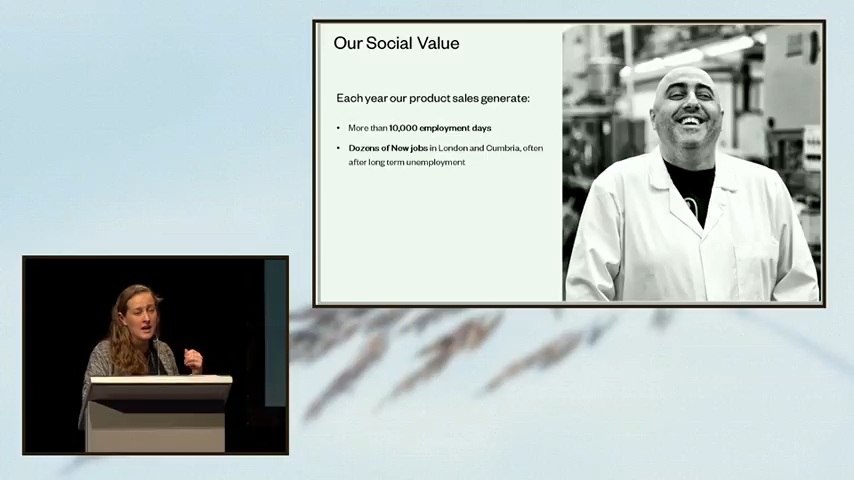 Our Social Value
Each year our product sales generate:
• More than 10,000 employment days
• Dozens of New jobs in London and Cumbria, often
after long term unemployment